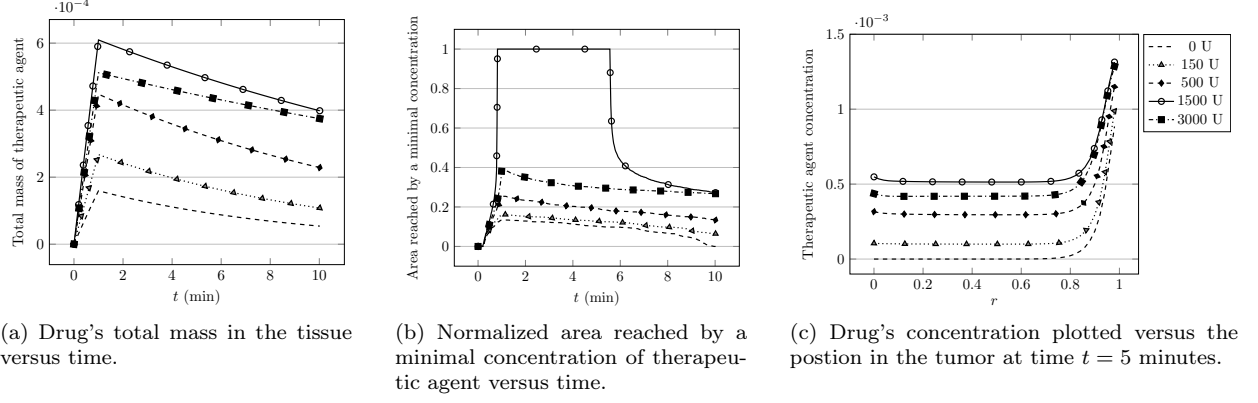 ·10⁻⁴
6
4
2
0
0 2 4 6 8 10
t (min)
Total mass of therapeutic agent
1
0.8
0.6
0.4
0.2
0
0 2 4 6 8 10
t (min)
Area reached by a minimal concentration
·10⁻³
1.5
1
0.5
0
0 0.2 0.4 0.6 0.8 1
r
Therapeutic agent concentration
0 U
150 U
500 U
1500 U
3000 U
(a) Drug's total mass in the tissue
versus time.
(b) Normalized area reached by a
minimal concentration of therapeu-
tic agent versus time.
(c) Drug's concentration plotted versus the
postion in the tumor at time t = 5 minutes.